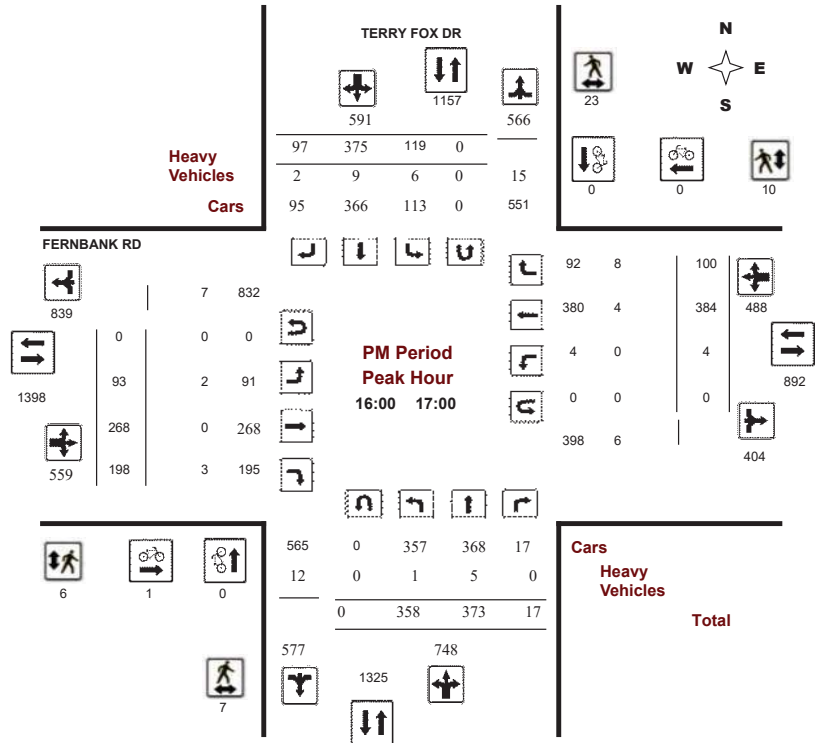 TERRY FOX DR
N
W E
S
1157
591
566
23
97 375 119 0
Heavy
Vehicles
2 9 6 0 15
Cars
95 366 113 0 551
0 0 10
FERNBANK RD
839
7 832
92 8 100
488
0 0 0
380 4 384
PM Period
Peak Hour
16:00 17:00
1398
93 2 91
4 0 4
892
268 0 268
0 0 0
559
198 3 195
398 6
404
565 0 357 368 17
Cars
12 0 1 5 0
Heavy
Vehicles
0 358 373 17
Total
6 1 0
577 748
1325
7